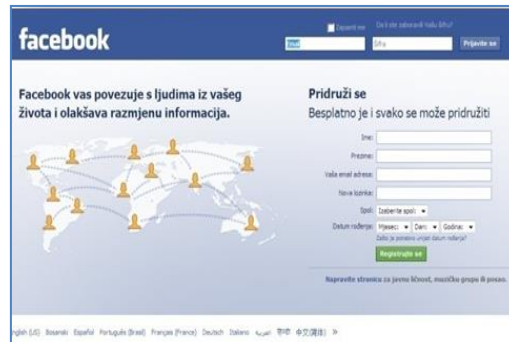 facebook
Zapamti me
Da li ste zaboravili Vašu šifru?
Email
Šifra
Prijavite se
Facebook vas povezuje s ljudima iz vašeg
života i olakšava razmjenu informacija.
Pridruži se
Besplatno je i svako se može pridružiti
Ime:
Prezime:
Vaša email adresa:
Nova lozinka:
Spol: Izaberite spol:
Datum rođenja: Mjesec: Dan: Godina:
Zašto je potrebno unijeti datum rođenja?
Registrujte se
Napravite stranicu za javnu ličnost, muzičku grupu ili posao.
nglish (US) Bosanski Español Português (Brasil) Français (France) Deutsch Italiano العربية हिन्दी 中文(简体) »